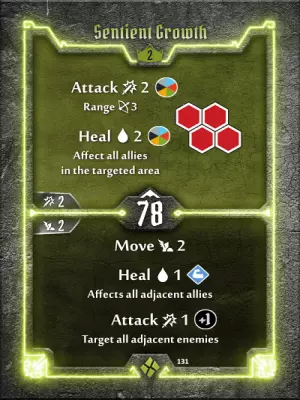 Sentient Growth
2
Attack 2
Range 3
Heal 2
Affect all allies
in the targeted area
2
78
2
Move 2
Heal 1
Affects all adjacent allies
Attack 1 +1
Target all adjacent enemies
131